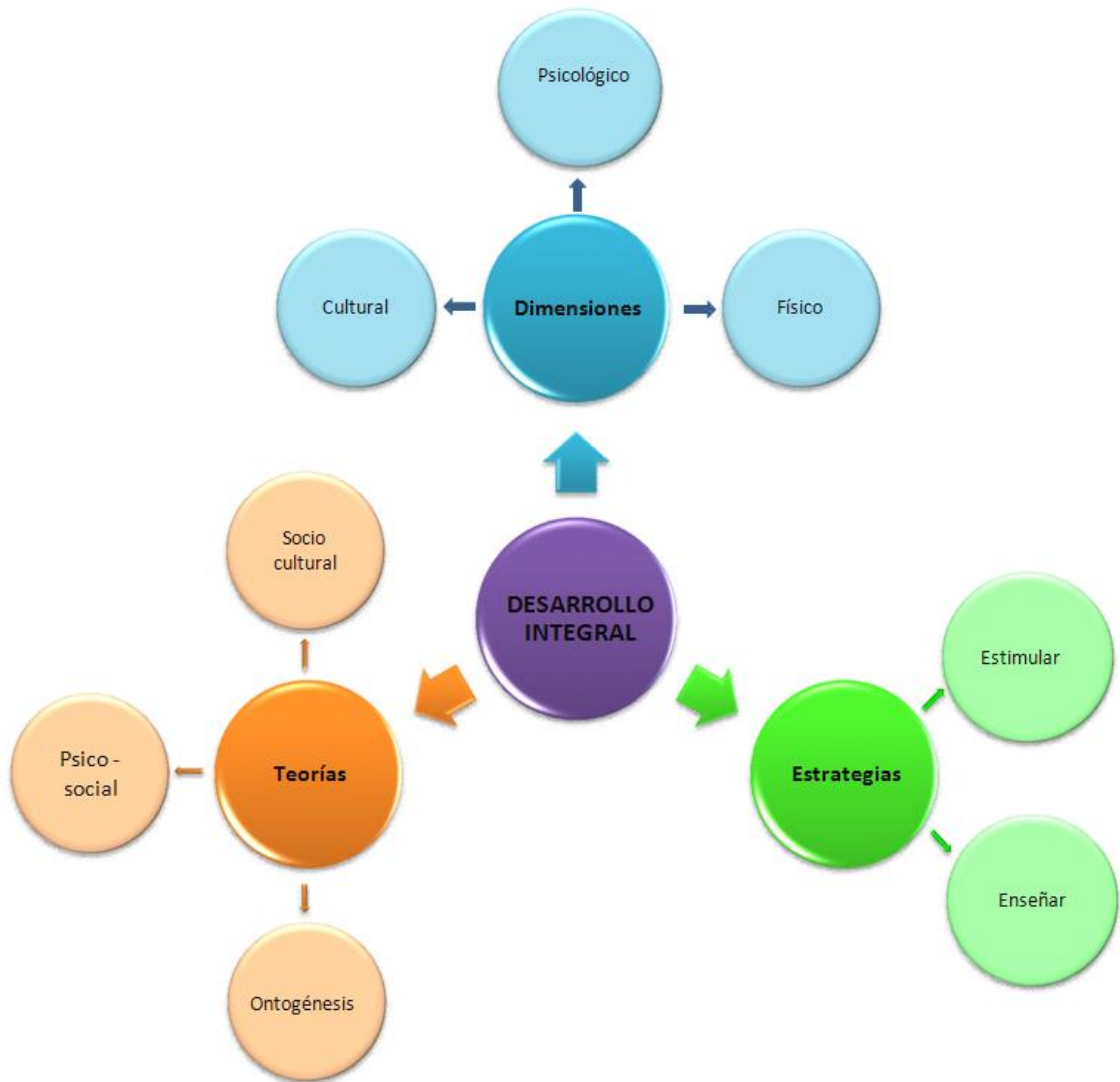 Psicológico
Cultural
Dimensiones
Físico
Socio
cultural
DESARROLLO
INTEGRAL
Estimular
Psico -
social
Teorías
Estrategias
Enseñar
Ontogénesis